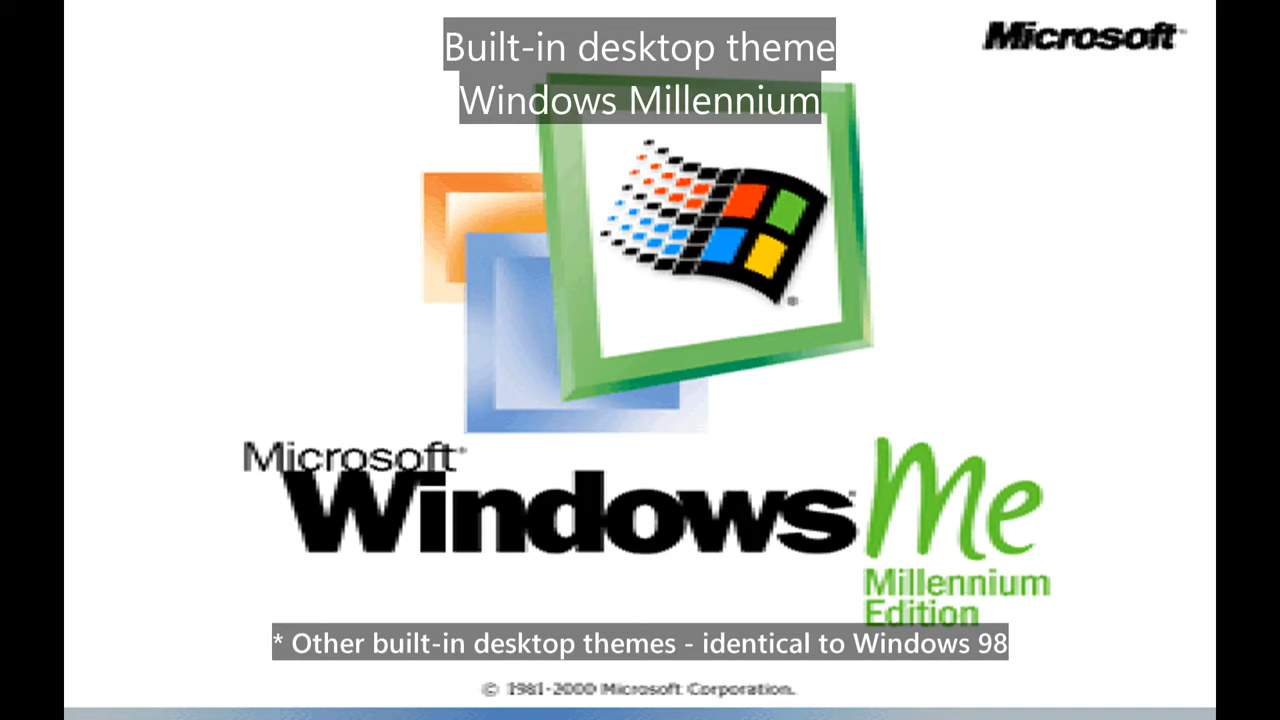 Built-in desktop theme
Microsoft
Windows Millennium
®
Microsoft®
Windows® Me
Millennium
Edition
* Other built-in desktop themes - identical to Windows 98
© 1981-2000 Microsoft Corporation.